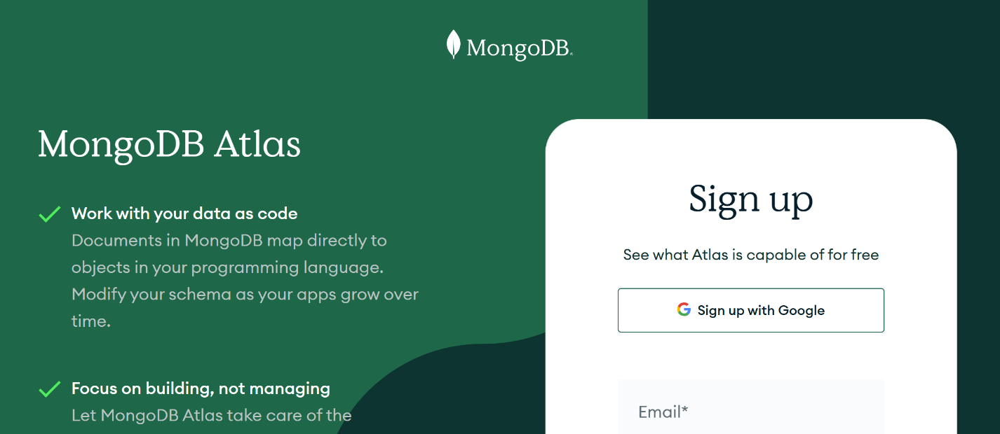 MongoDB
MongoDB Atlas
Work with your data as code
Documents in MongoDB map directly to
objects in your programming language.
Modify your schema as your apps grow over
time.
Focus on building, not managing
Let MongoDB Atlas take care of the
Sign up
See what Atlas is capable of for free
Sign up with Google
Email*